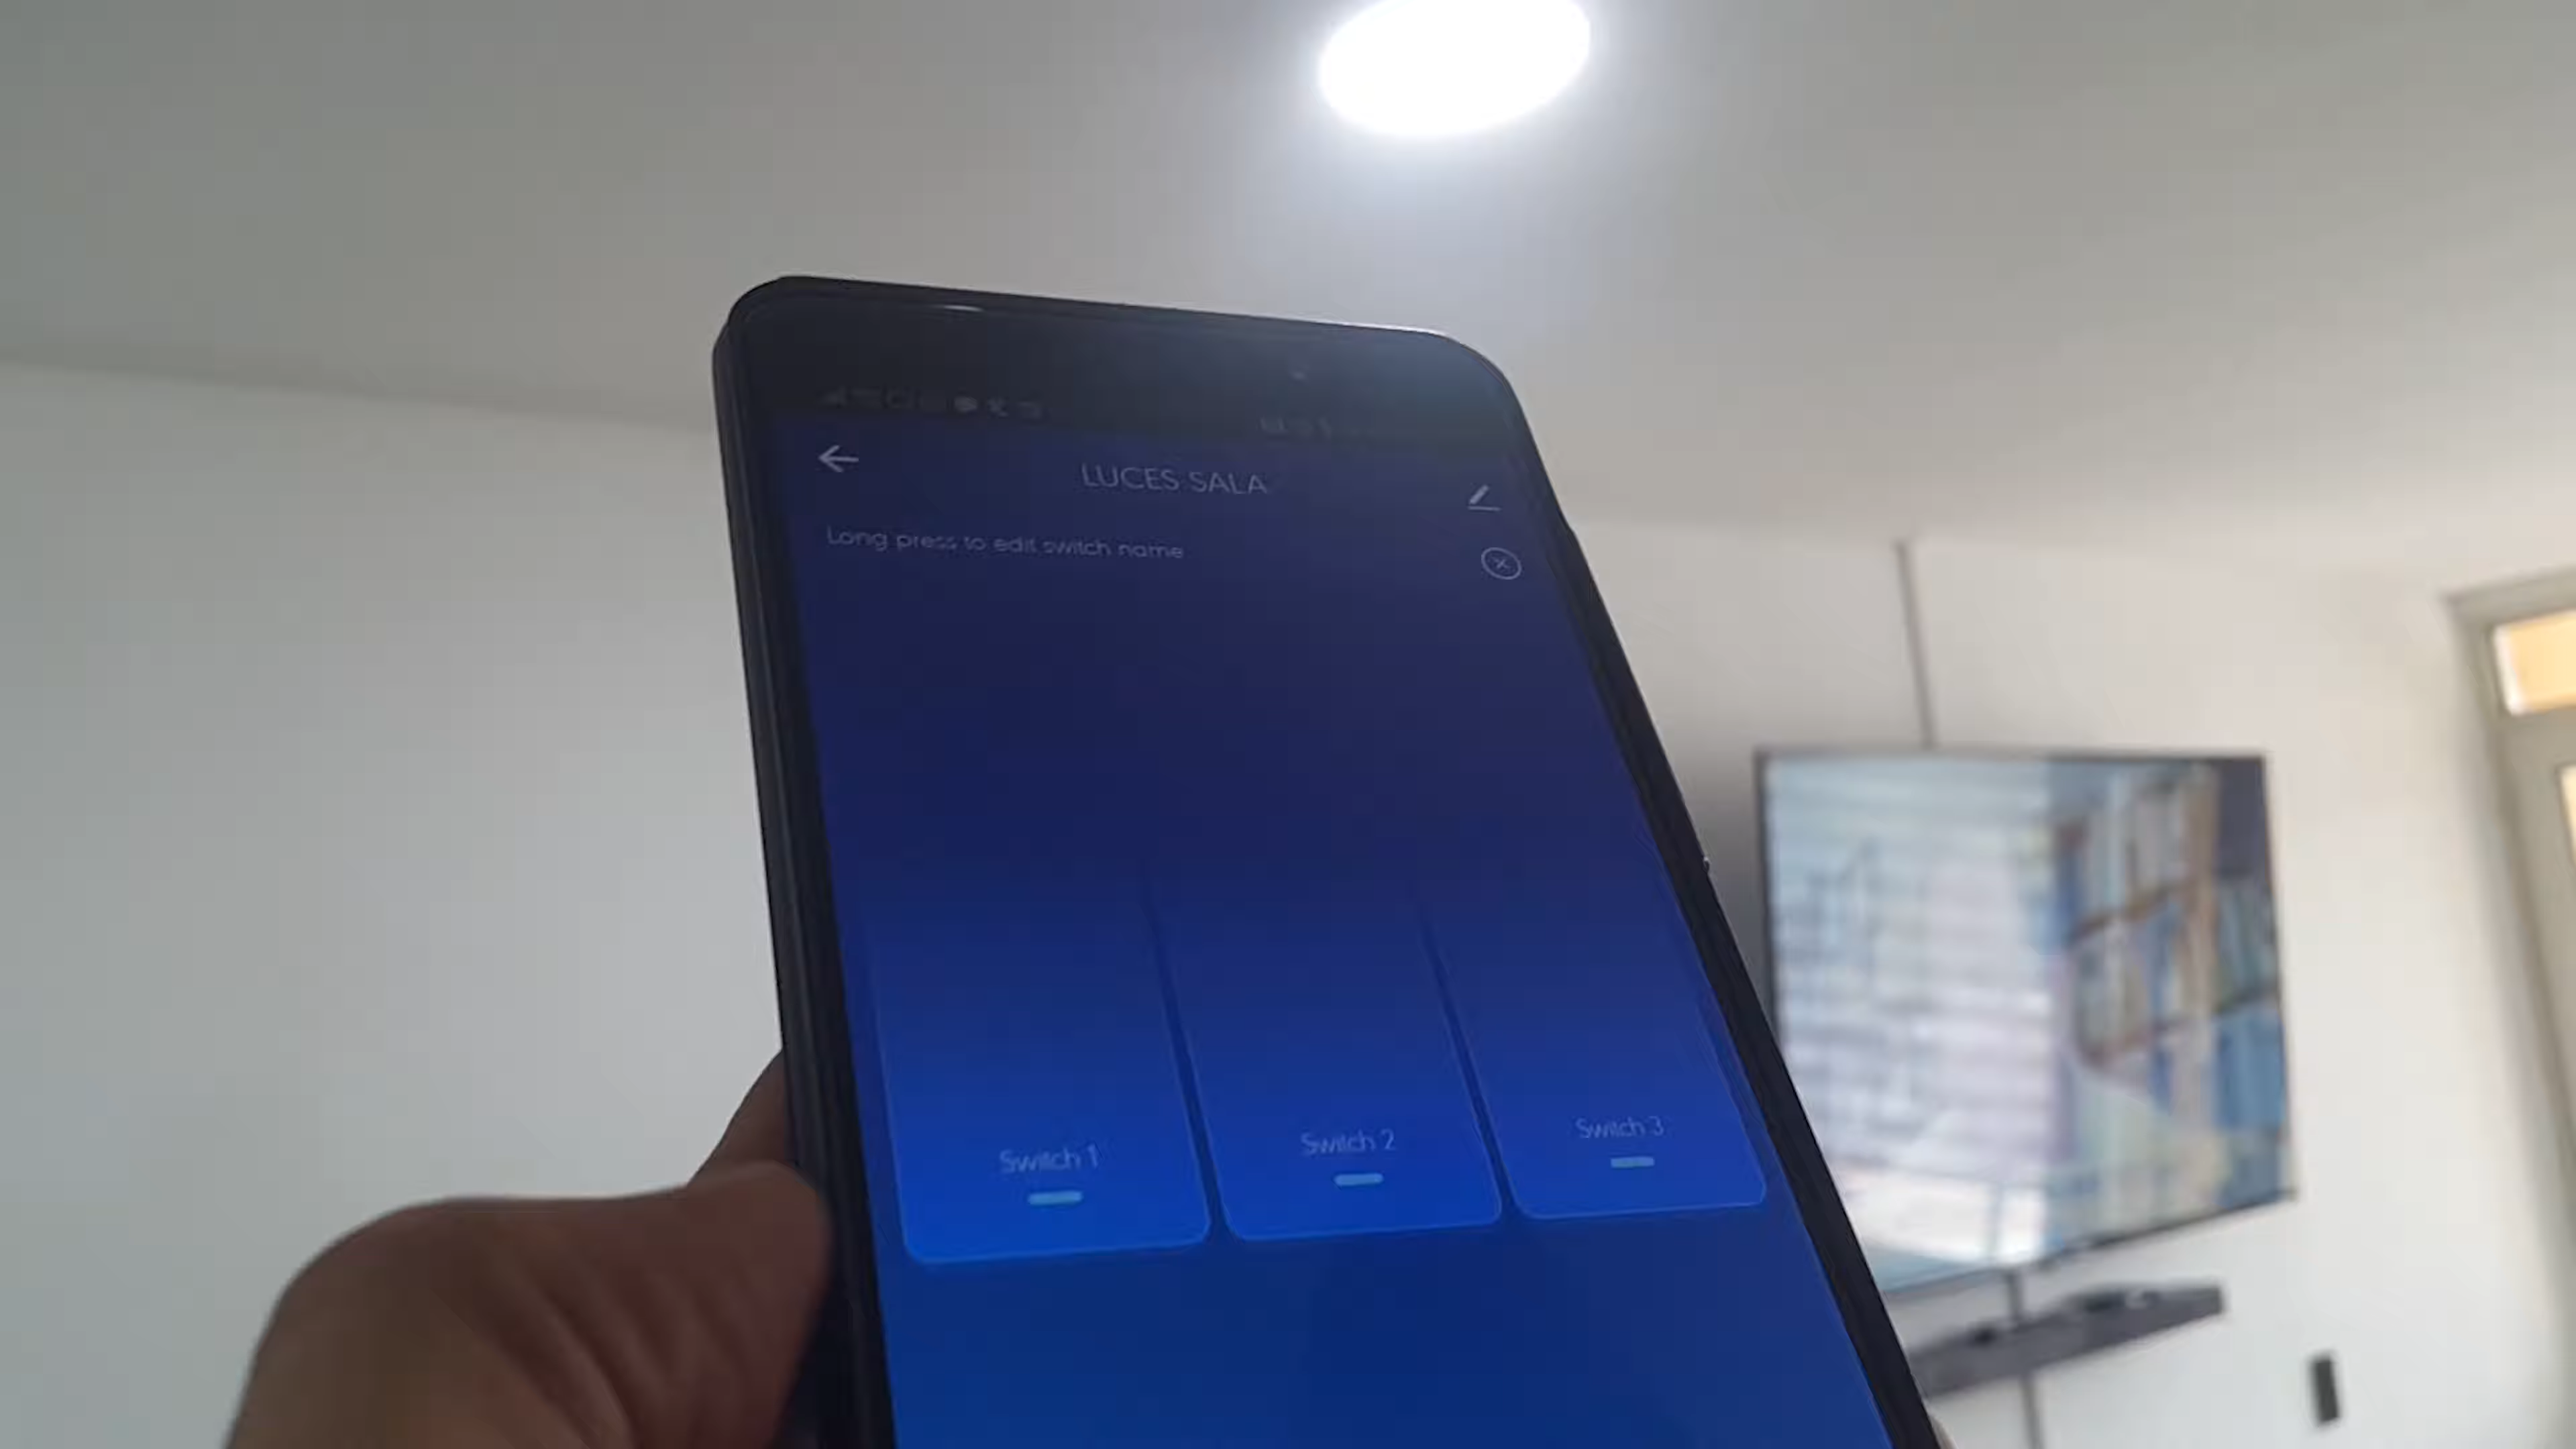 LUCES SALA
Long press to edit switch name
Switch 1
Switch 2
Switch 3